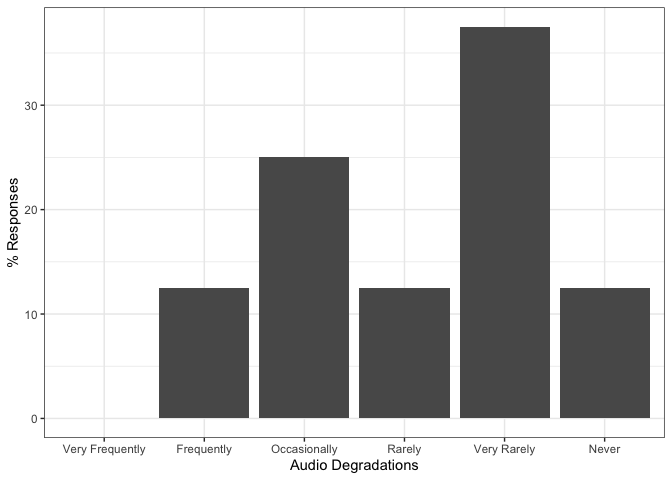 % Responses
30
20
10
0
Very Frequently Frequently Occasionally Rarely Very Rarely Never
Audio Degradations